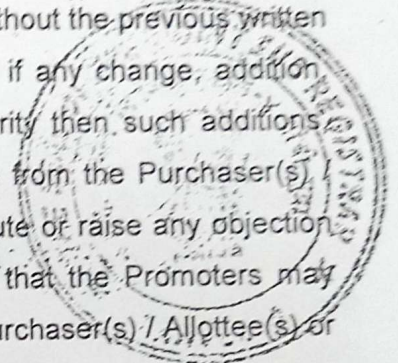 thout the previous written
if any change, addition
rity then such additions
from the Purchaser(s) /
ute or raise any objection
that the Promoters may
urchaser(s) / Allottee(s) or